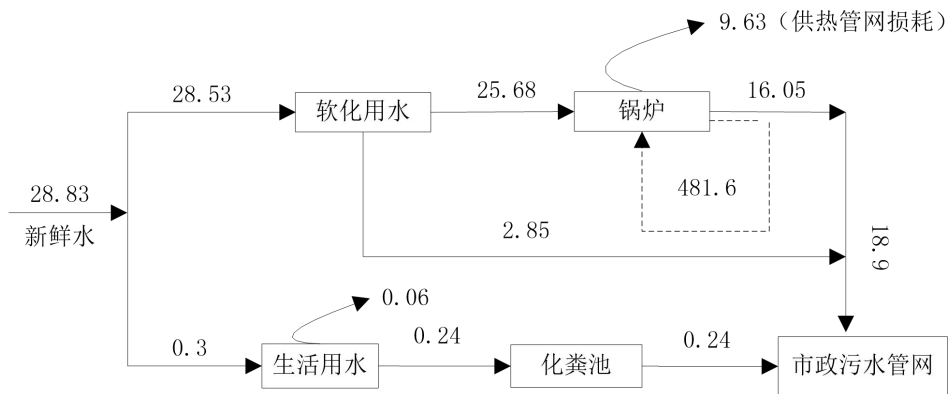 9.63（供热管网损耗）
28.53
软化用水
25.68
锅炉
16.05
481.6
28.83
新鲜水
2.85
18.9
0.06
0.3
生活用水
0.24
化粪池
0.24
市政污水管网